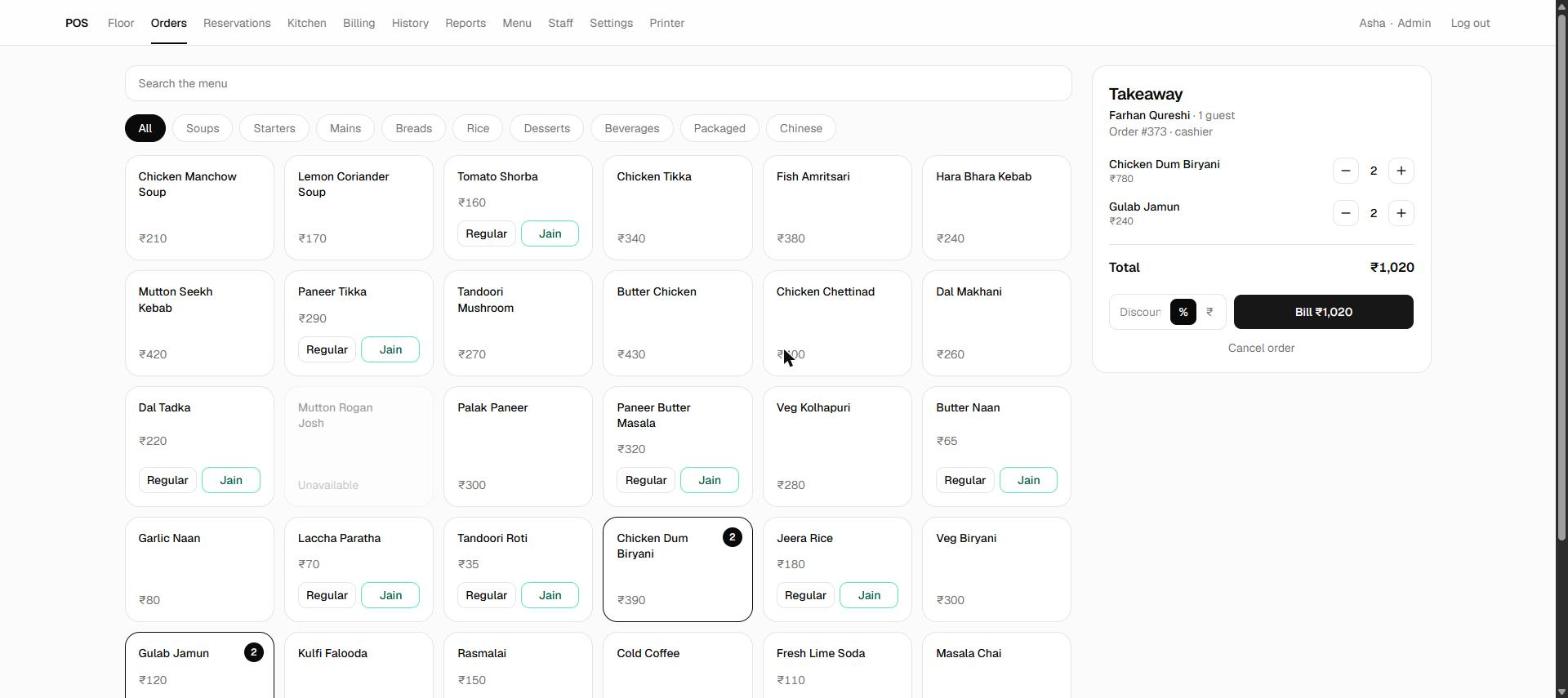 POS Floor Orders Reservations Kitchen Billing History Reports Menu Staff Settings Printer Asha · Admin Log out
Search the menu
All Soups Starters Mains Breads Rice Desserts Beverages Packaged Chinese
Chicken Manchow
Soup
₹210
Lemon Coriander
Soup
₹170
Tomato Shorba
₹160
Regular Jain
Chicken Tikka
₹340
Fish Amritsari
₹380
Hara Bhara Kebab
₹240
Mutton Seekh
Kebab
₹420
Paneer Tikka
₹290
Regular Jain
Tandoori
Mushroom
₹270
Butter Chicken
₹430
Chicken Chettinad
Dal Makhani
₹260
Dal Tadka
₹220
Regular Jain
Mutton Rogan
Josh
Unavailable
Palak Paneer
₹300
Paneer Butter
Masala
₹320
Regular Jain
Veg Kolhapuri
₹280
Butter Naan
₹65
Regular Jain
Garlic Naan
₹80
Laccha Paratha
₹70
Regular Jain
Tandoori Roti
₹35
Regular Jain
Chicken Dum
Biryani
2
₹390
Jeera Rice
₹180
Regular Jain
Veg Biryani
₹300
Gulab Jamun
2
₹120
Kulfi Falooda
Rasmalai
₹150
Cold Coffee
Fresh Lime Soda
₹110
Masala Chai
Takeaway
Farhan Qureshi · 1 guest
Order #373 · cashier
Chicken Dum Biryani
₹780
− 2 +
Gulab Jamun
₹240
− 2 +
Total ₹1,020
Discour % ₹ Bill ₹1,020
Cancel order